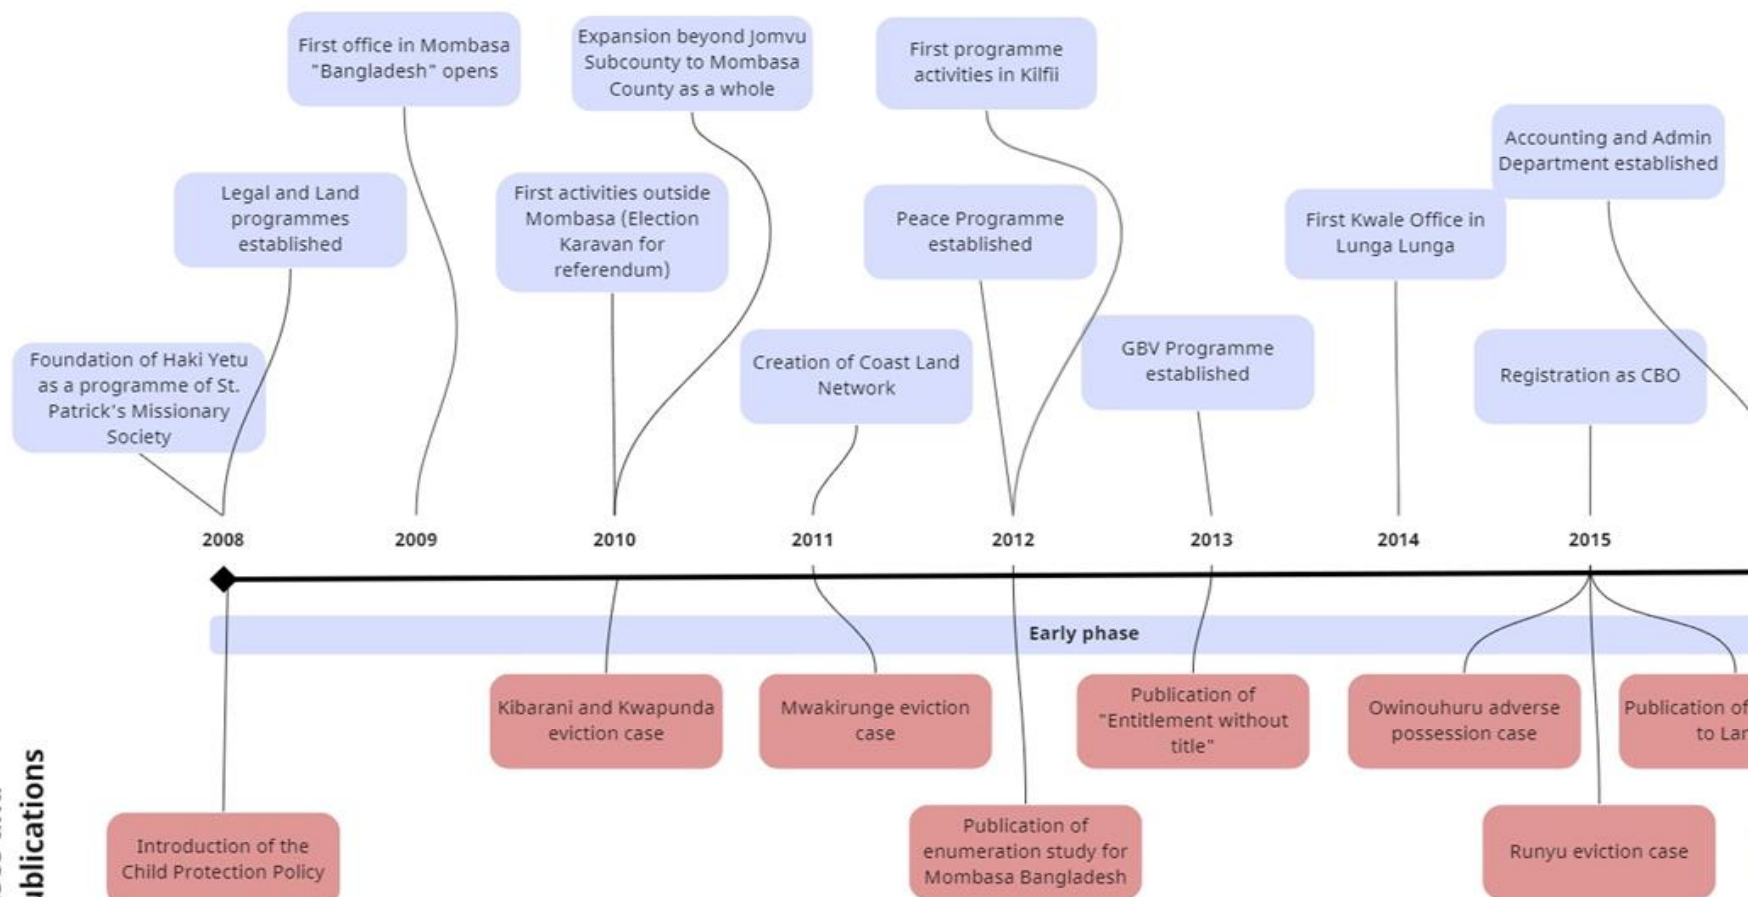 First office in Mombasa
"Bangladesh" opens
Expansion beyond Jomvu
Subcounty to Mombasa
County as a whole
First programme
activities in Kilfii
Accounting and Admin
Department established
Legal and Land
programmes
established
First activities outside
Mombasa (Election
Karavan for
referendum)
Peace Programme
established
First Kwale Office in
Lunga Lunga
Foundation of Haki Yetu
as a programme of St.
Patrick's Missionary
Society
Creation of Coast Land
Network
GBV Programme
established
Registration as CBO
2008
2009
2010
2011
2012
2013
2014
2015
Early phase
Kibarani and Kwapunda
eviction case
Mwakirunge eviction
case
Publication of
"Entitlement without
title"
Owinouhuru adverse
possession case
Publication of
to Lan
Introduction of the
Child Protection Policy
Publication of
enumeration study for
Mombasa Bangladesh
Runyu eviction case
ublications